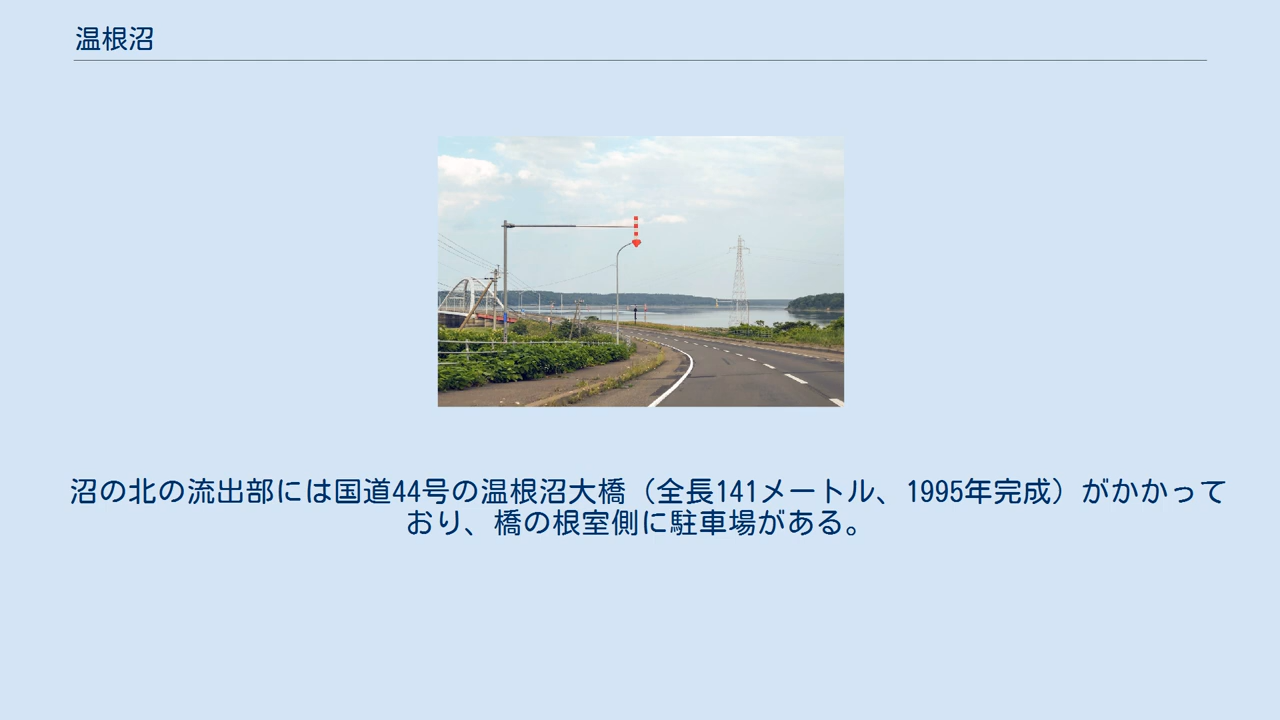 温根沼
沼の北の流出部には国道44号の温根沼大橋（全長141メートル、1995年完成）がかかって
おり、橋の根室側に駐車場がある。